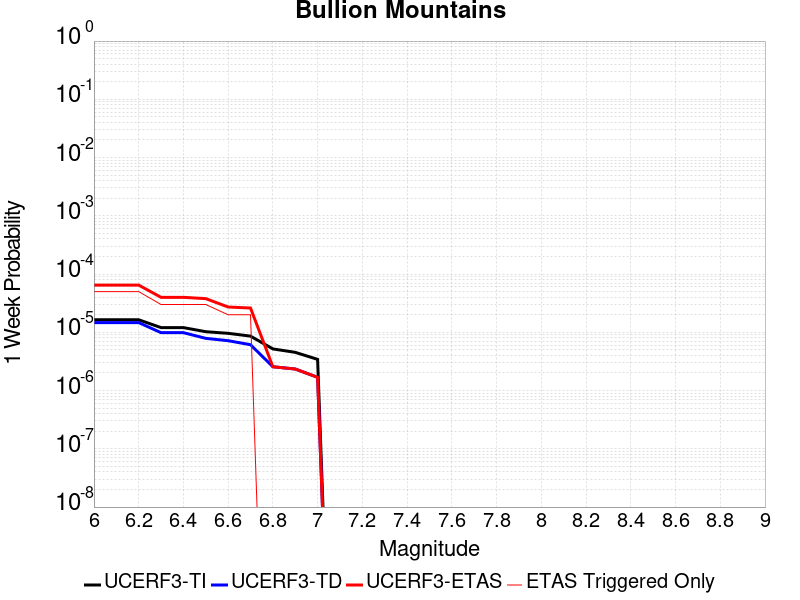 Bullion Mountains
10^0
10^-1
10^-2
10^-3
10^-4
10^-5
10^-6
10^-7
10^-8
1 Week Probability
6 6.2 6.4 6.6 6.8 7 7.2 7.4 7.6 7.8 8 8.2 8.4 8.6 8.8 9
Magnitude
UCERF3-TI UCERF3-TD UCERF3-ETAS ETAS Triggered Only